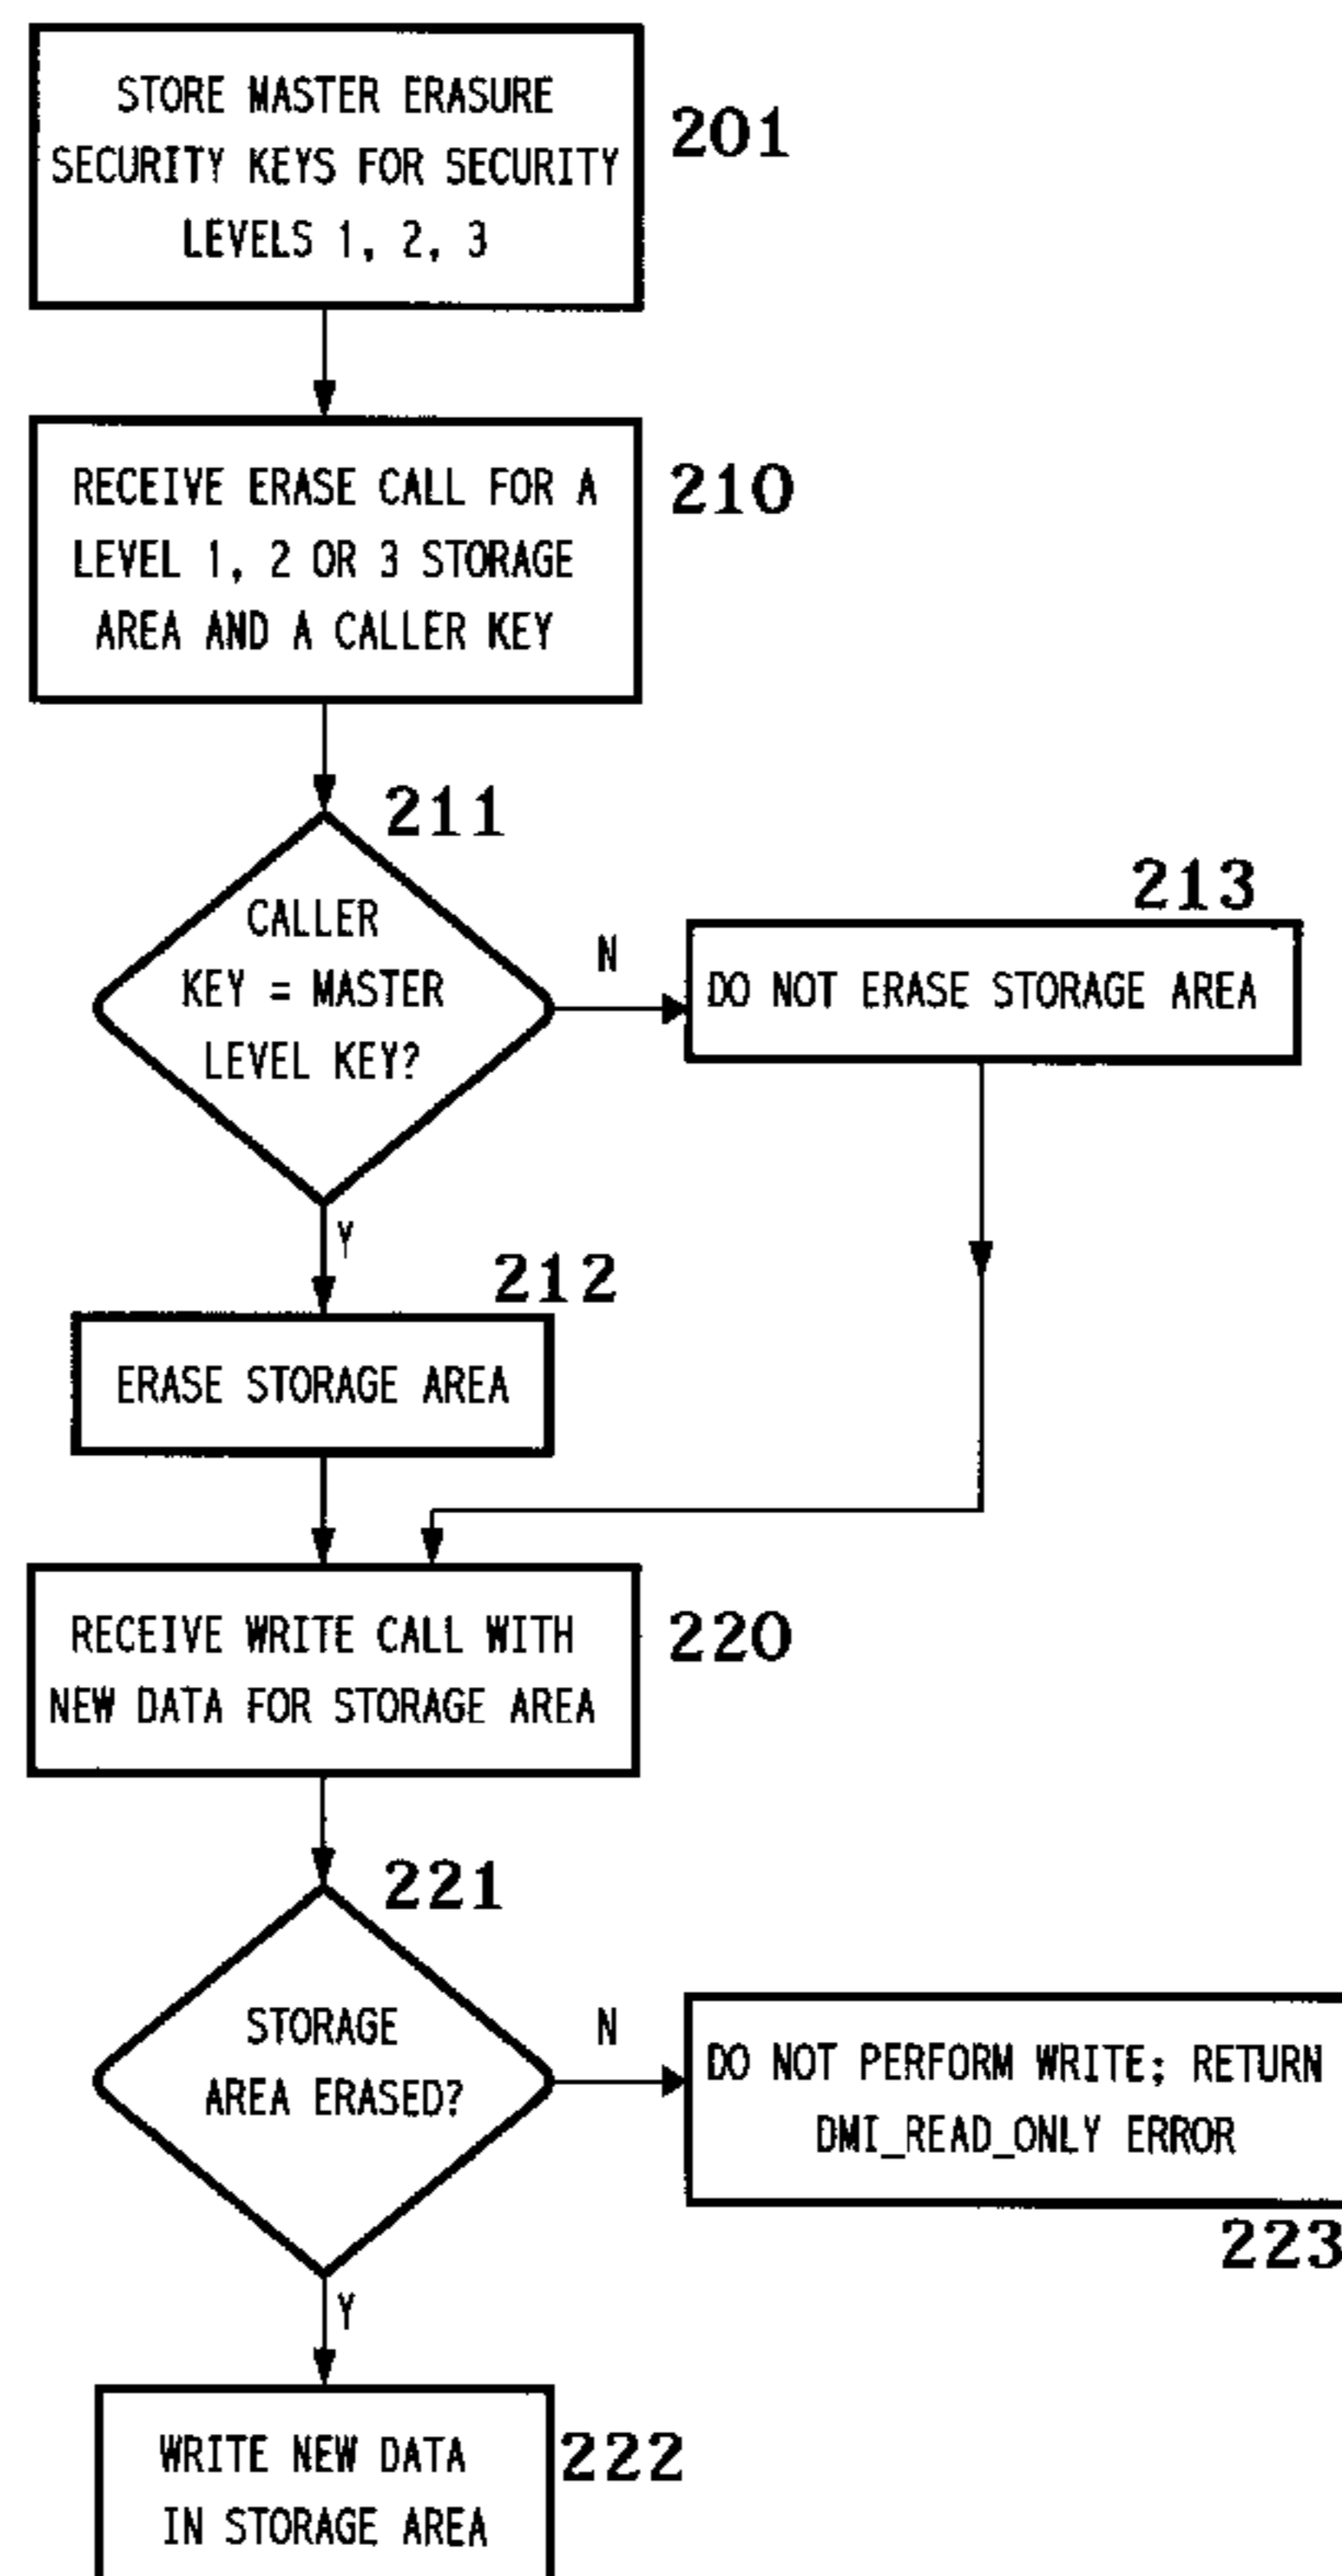 STORE MASTER ERASURE
SECURITY KEYS FOR SECURITY
LEVELS 1, 2, 3
201
RECEIVE ERASE CALL FOR A
LEVEL 1, 2 OR 3 STORAGE
AREA AND A CALLER KEY
210
211
CALLER
KEY = MASTER
LEVEL KEY?
N
213
DO NOT ERASE STORAGE AREA
Y
212
ERASE STORAGE AREA
RECEIVE WRITE CALL WITH
NEW DATA FOR STORAGE AREA
220
221
STORAGE
AREA ERASED?
N
DO NOT PERFORM WRITE; RETURN
DMI_READ_ONLY ERROR
223
Y
WRITE NEW DATA
IN STORAGE AREA
222